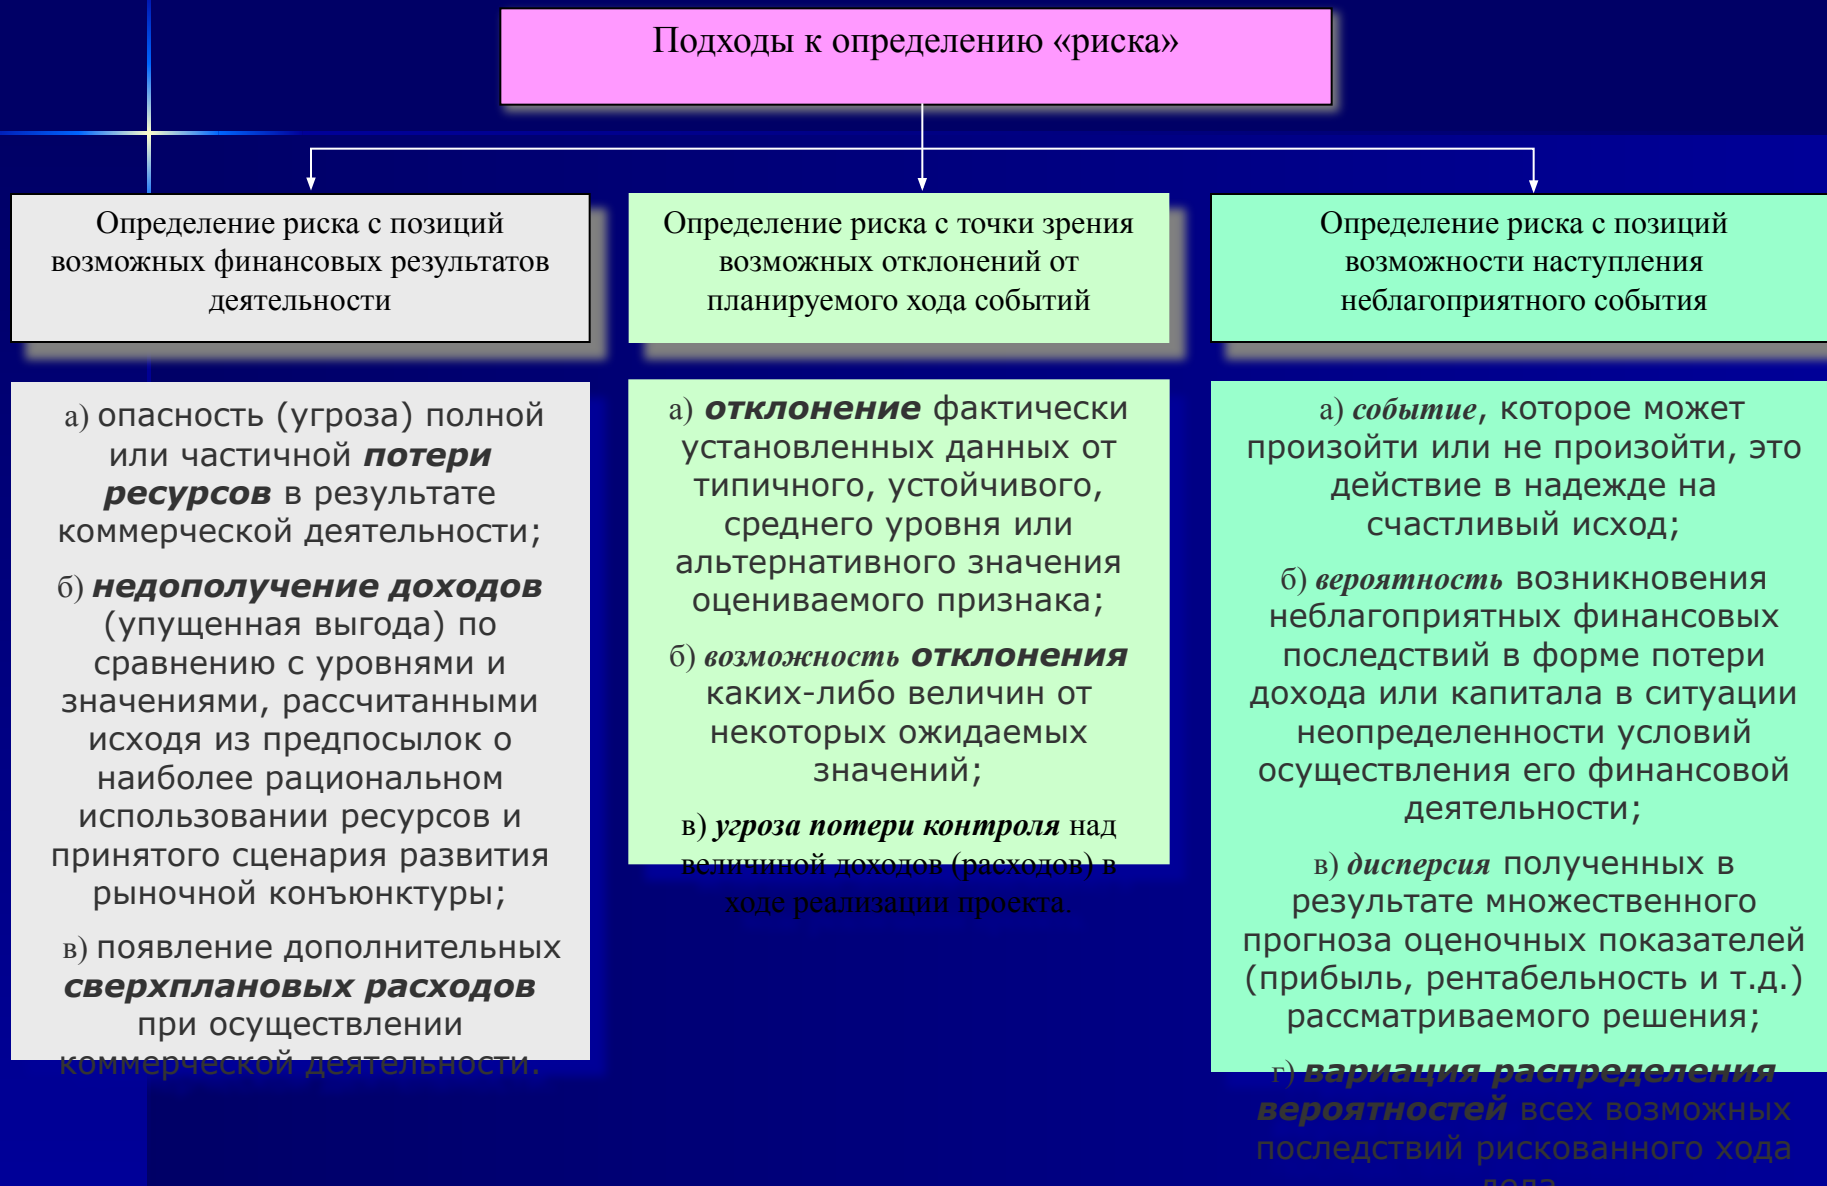 Подходы к определению «риска»
Определение риска с позиций
возможных финансовых результатов
деятельности
а) опасность (угроза) полной
или частичной потери
ресурсов в результате
коммерческой деятельности;
б) недополучение доходов
(упущенная выгода) по
сравнению с уровнями и
значениями, рассчитанными
исходя из предпосылок о
наиболее рациональном
использовании ресурсов и
принятого сценария развития
рыночной конъюнктуры;
в) появление дополнительных
сверхплановых расходов
при осуществлении
коммерческой деятельности.
Определение риска с точки зрения
возможных отклонений от
планируемого хода событий
а) отклонение фактически
установленных данных от
типичного, устойчивого,
среднего уровня или
альтернативного значения
оцениваемого признака;
б) возможность отклонения
каких-либо величин от
некоторых ожидаемых
значений;
в) угроза потери контроля над
величиной доходов (расходов) в
ходе реализации проекта.
Определение риска с позиций
возможности наступления
неблагоприятного события
а) событие, которое может
произойти или не произойти, это
действие в надежде на
счастливый исход;
б) вероятность возникновения
неблагоприятных финансовых
последствий в форме потери
дохода или капитала в ситуации
неопределенности условий
осуществления его финансовой
деятельности;
в) дисперсия полученных в
результате множественного
прогноза оценочных показателей
(прибыль, рентабельность и т.д.)
рассматриваемого решения;
г) вариация распределения
вероятностей всех возможных
последствий рискованного хода